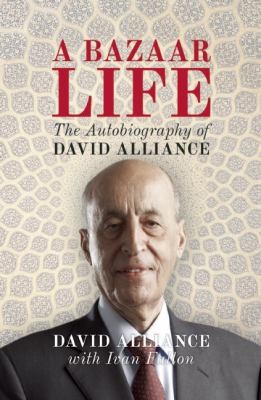 A BAZAAR
LIFE
The Autobiography of
DAVID ALLIANCE
DAVID ALLIANCE
with Ivan Fallon